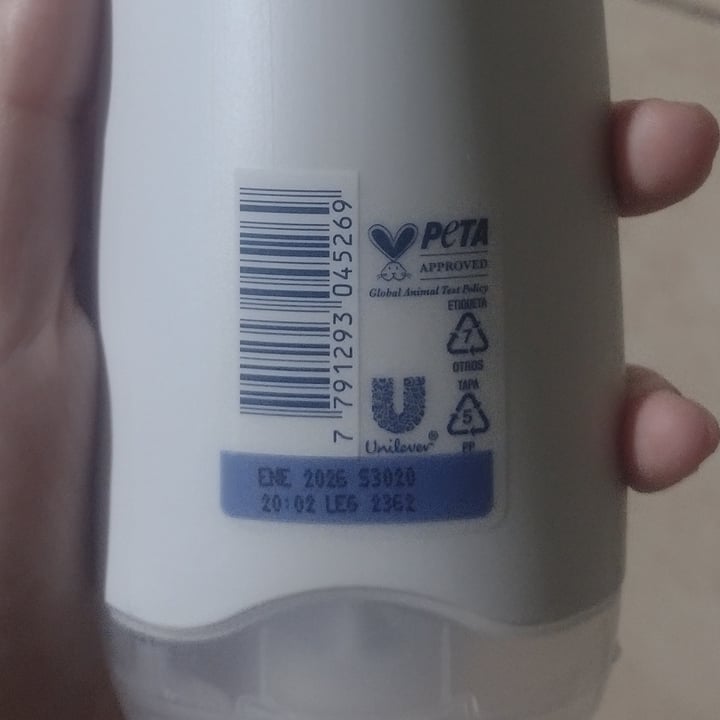 7 791293 045269
PETA
APPROVED
Global Animal Test Policy
ETIQUETA
7
OTROS
TAPA
5
PP
Unilever®
ENE 2026 S3020
20:02 LE6 2362